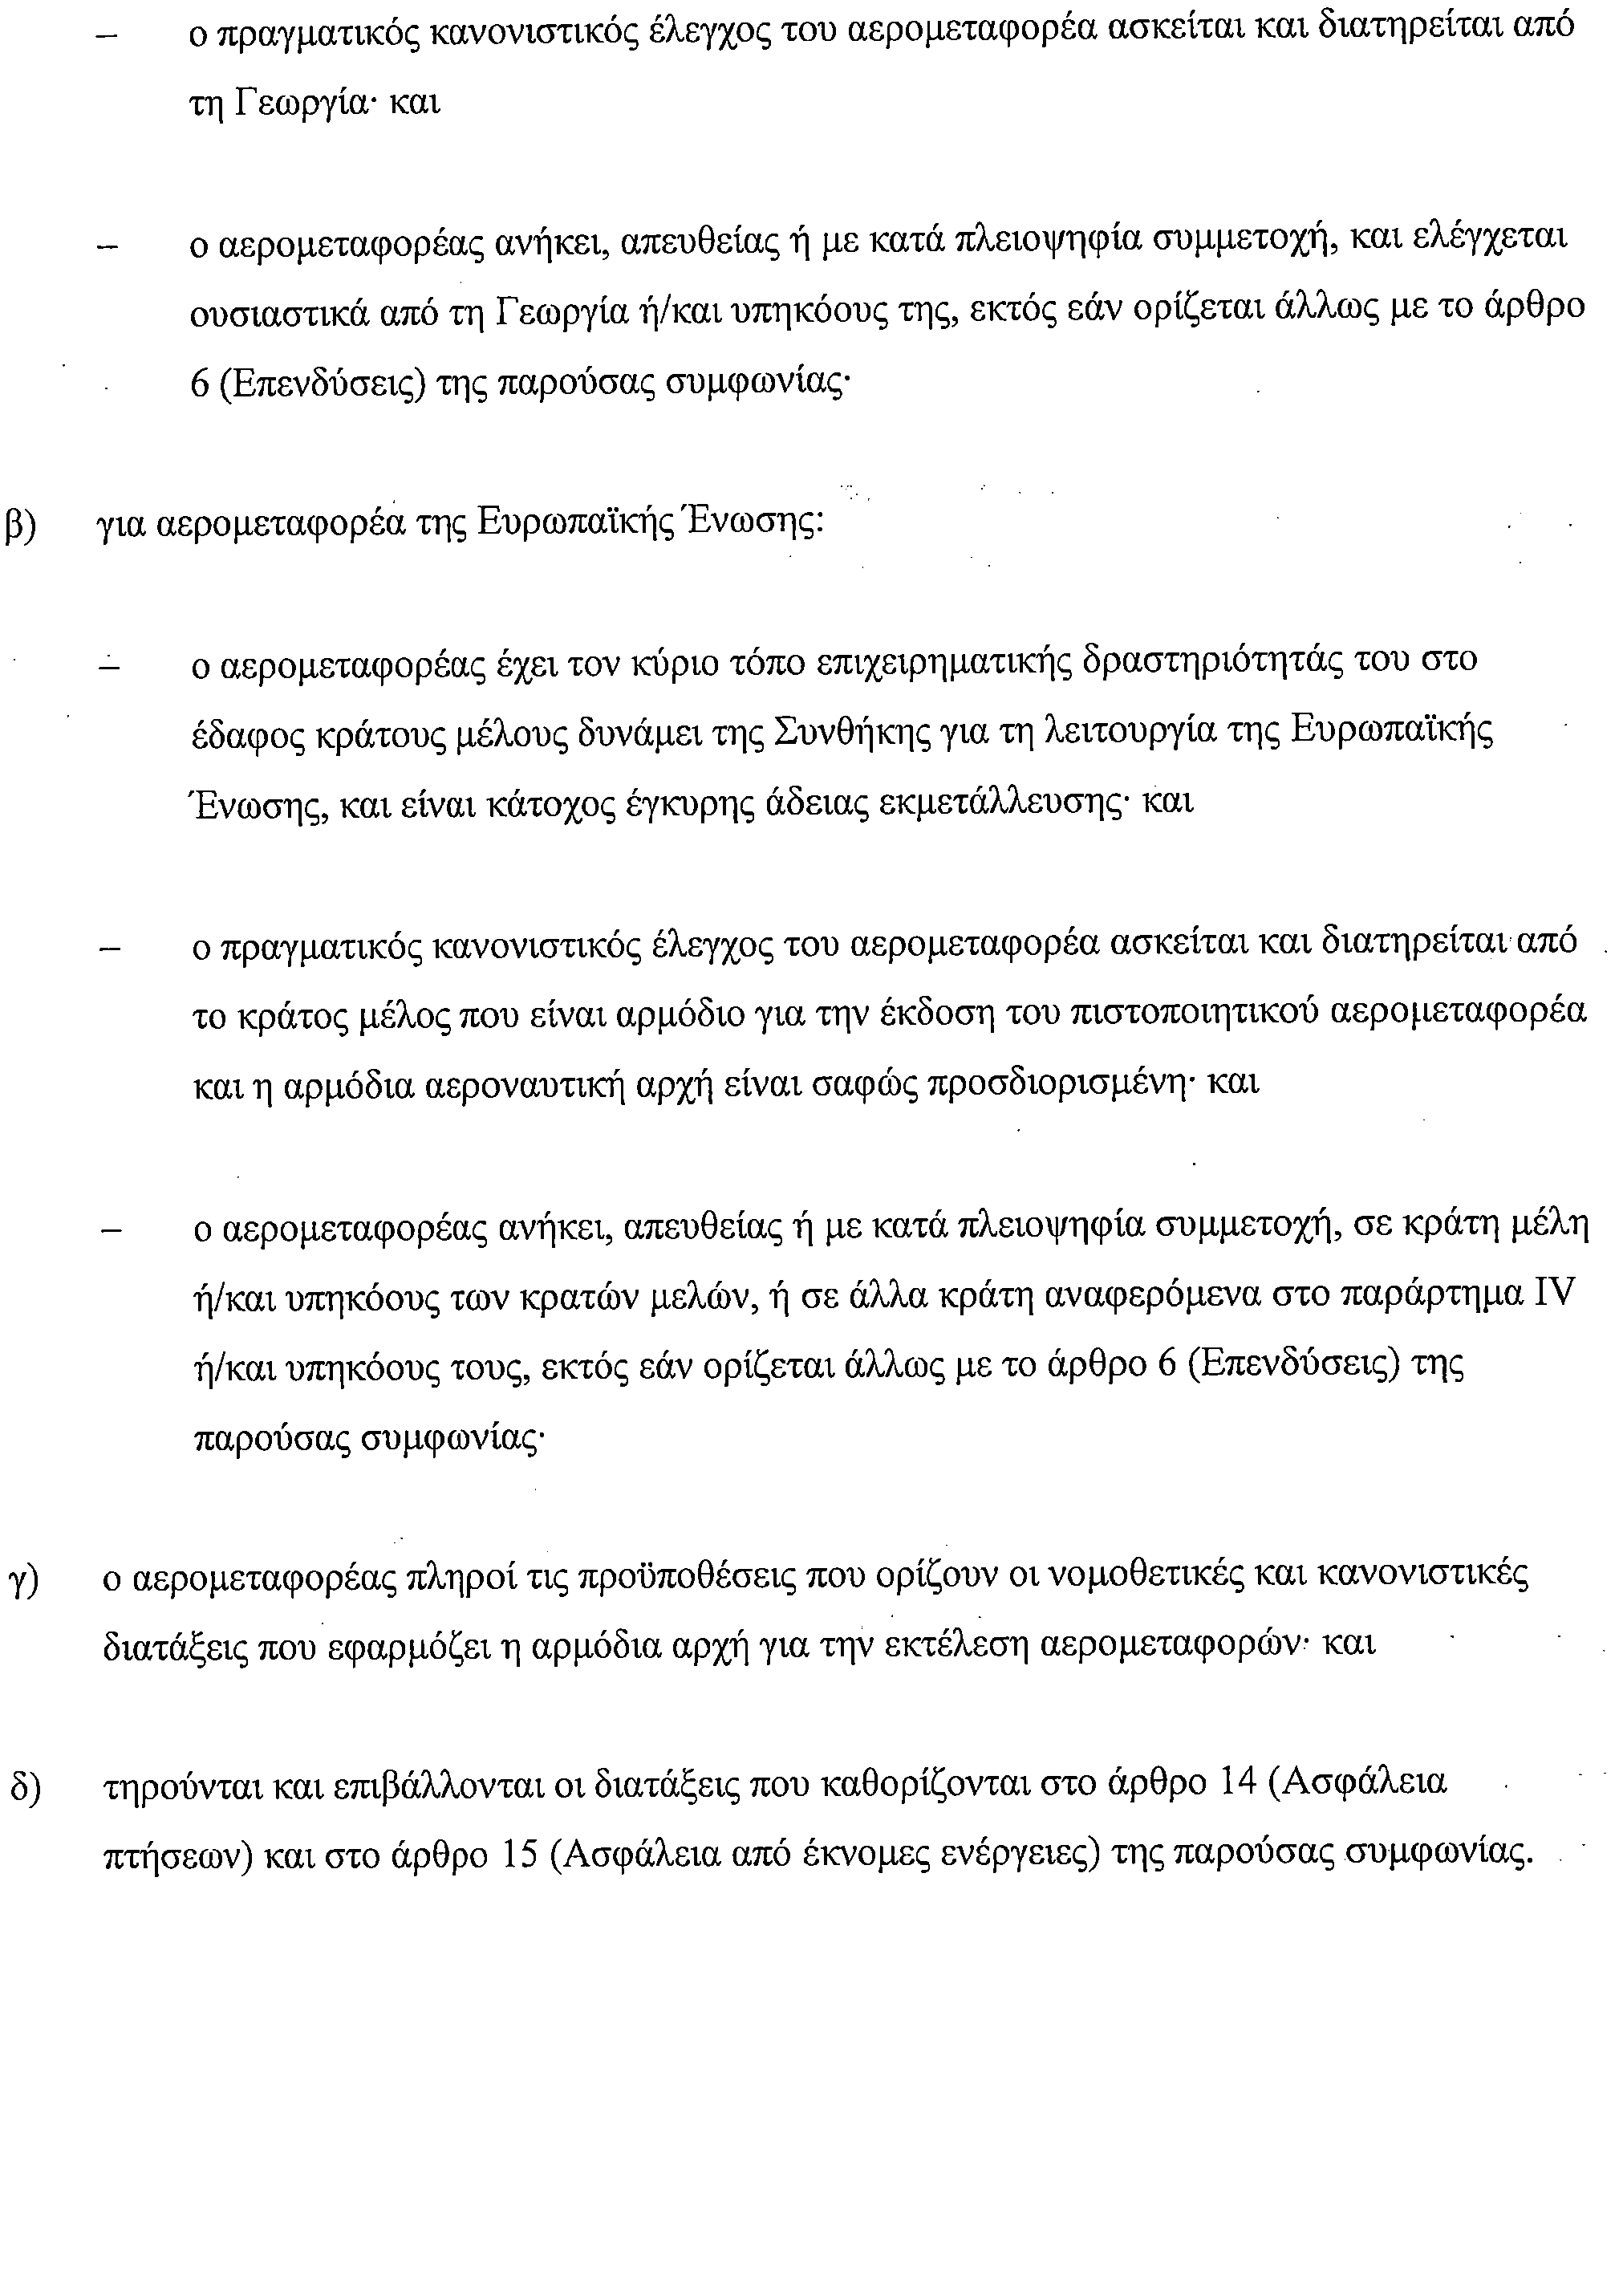 – ο πραγματικός κανονιστικός έλεγχος του αερομεταφορέα ασκείται και διατηρείται από
τη Γεωργία· και
– ο αερομεταφορέας ανήκει, απευθείας ή με κατά πλειοψηφία συμμετοχή, και ελέγχεται
ουσιαστικά από τη Γεωργία ή/και υπηκόους της, εκτός εάν ορίζεται άλλως με το άρθρο
6 (Επενδύσεις) της παρούσας συμφωνίας·
β) για αερομεταφορέα της Ευρωπαϊκής Ένωσης:
– ο αερομεταφορέας έχει τον κύριο τόπο επιχειρηματικής δραστηριότητάς του στο
έδαφος κράτους μέλους δυνάμει της Συνθήκης για τη λειτουργία της Ευρωπαϊκής
Ένωσης, και είναι κάτοχος έγκυρης άδειας εκμετάλλευσης· και
– ο πραγματικός κανονιστικός έλεγχος του αερομεταφορέα ασκείται και διατηρείται από
το κράτος μέλος που είναι αρμόδιο για την έκδοση του πιστοποιητικού αερομεταφορέα
και η αρμόδια αεροναυτική αρχή είναι σαφώς προσδιορισμένη· και
– ο αερομεταφορέας ανήκει, απευθείας ή με κατά πλειοψηφία συμμετοχή, σε κράτη μέλη
ή/και υπηκόους των κρατών μελών, ή σε άλλα κράτη αναφερόμενα στο παράρτημα IV
ή/και υπηκόους τους, εκτός εάν ορίζεται άλλως με το άρθρο 6 (Επενδύσεις) της
παρούσας συμφωνίας·
γ) ο αερομεταφορέας πληροί τις προϋποθέσεις που ορίζουν οι νομοθετικές και κανονιστικές
διατάξεις που εφαρμόζει η αρμόδια αρχή για την εκτέλεση αερομεταφορών· και
δ) τηρούνται και επιβάλλονται οι διατάξεις που καθορίζονται στο άρθρο 14 (Ασφάλεια
πτήσεων) και στο άρθρο 15 (Ασφάλεια από έκνομες ενέργειες) της παρούσας συμφωνίας.